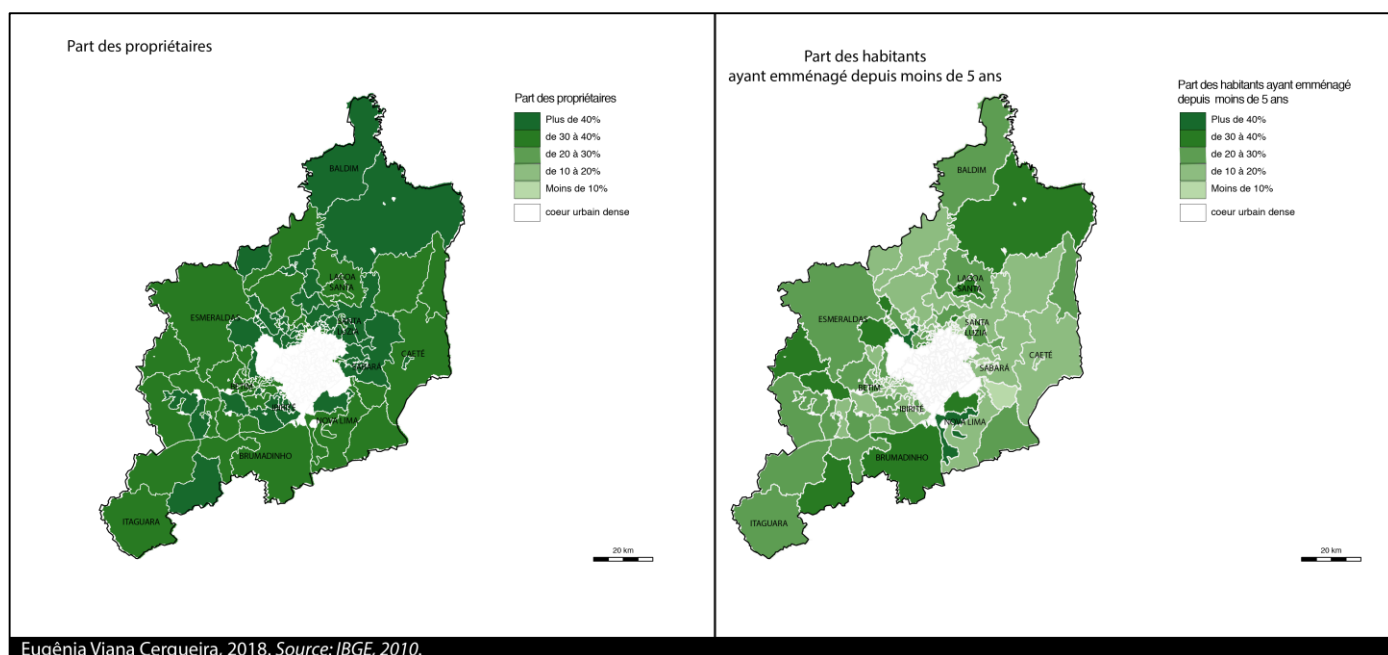 Part des propriétaires
Part des propriétaires
Plus de 40%
de 30 à 40%
de 20 à 30%
de 10 à 20%
Moins de 10%
coeur urbain dense
BALDIM
LAGOA
SANTA
ESMERALDAS
SANTA
LUZIA
CAETÉ
SABARÁ
BETIM
IBIRITÉ
NOVA LIMA
BRUMADINHO
ITAGUARA
20 km
Part des habitants
ayant emménagé depuis moins de 5 ans
Part des habitants ayant emménagé
depuis moins de 5 ans
Plus de 40%
de 30 à 40%
de 20 à 30%
de 10 à 20%
Moins de 10%
coeur urbain dense
BALDIM
LAGOA
SANTA
ESMERALDAS
SANTA
LUZIA
CAETÉ
SABARÁ
BETIM
IBIRITÉ
NOVA LIMA
BRUMADINHO
ITAGUARA
20 km
Eugênia Viana Cerqueira, 2018. Source: IBGE, 2010.